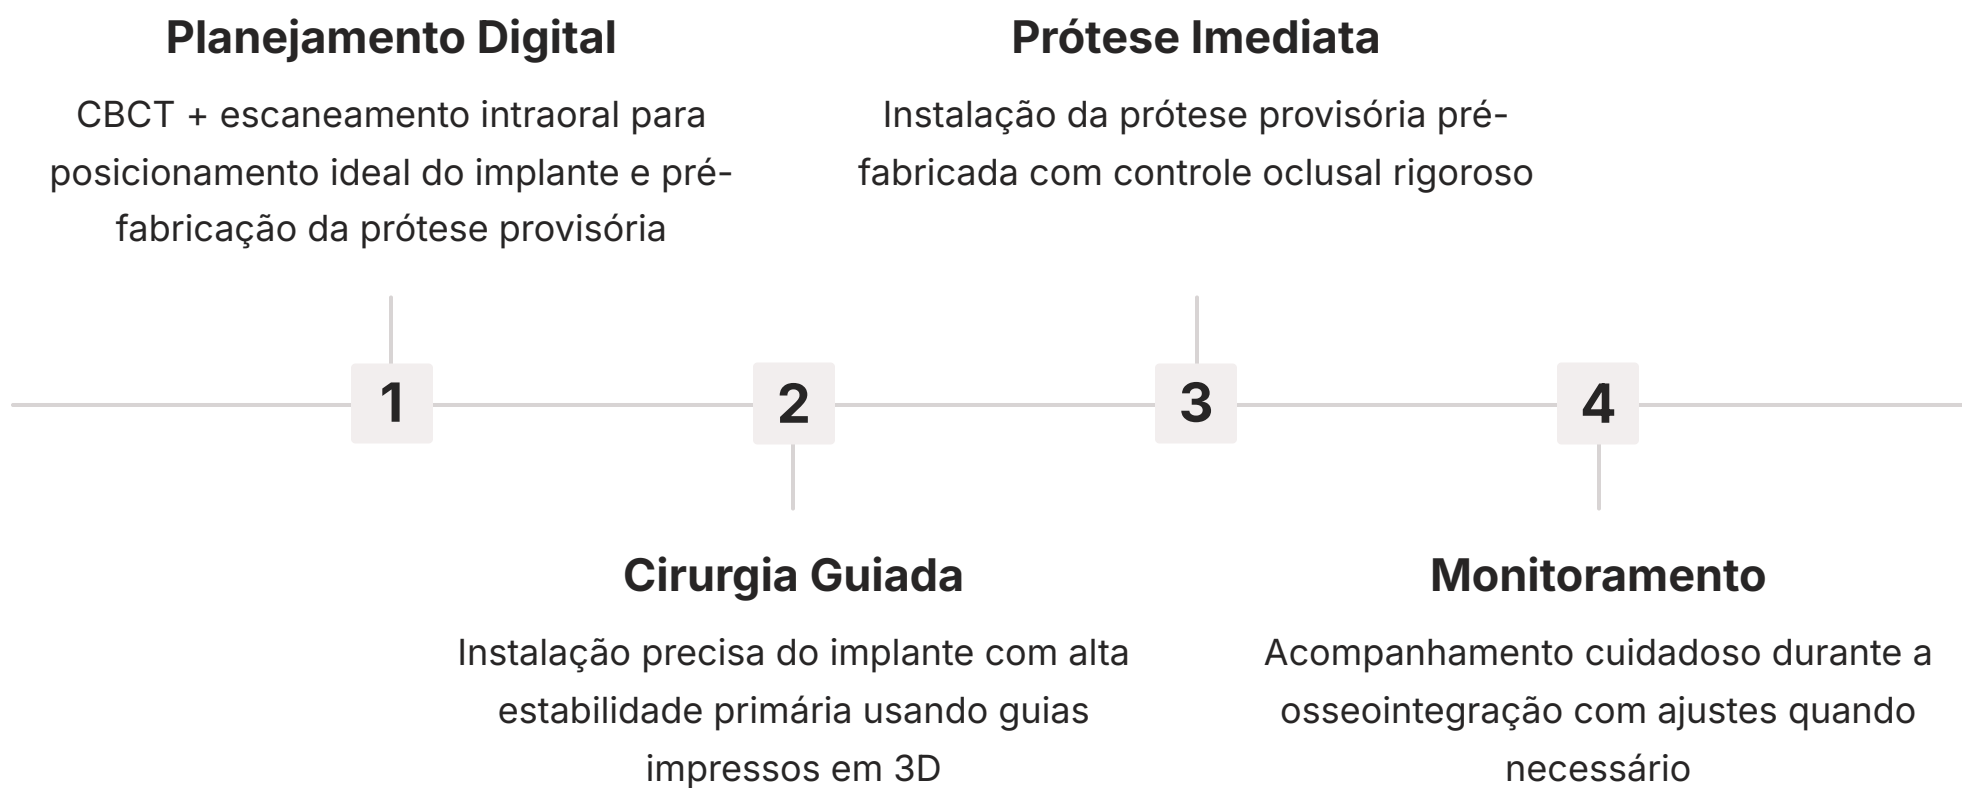 Planejamento Digital
CBCT + escaneamento intraoral para
posicionamento ideal do implante e pré-
fabricação da prótese provisória
1
2
Cirurgia Guiada
Instalação precisa do implante com alta
estabilidade primária usando guias
impressos em 3D
Prótese Imediata
Instalação da prótese provisória pré-
fabricada com controle oclusal rigoroso
3
4
Monitoramento
Acompanhamento cuidadoso durante a
osseointegração com ajustes quando
necessário